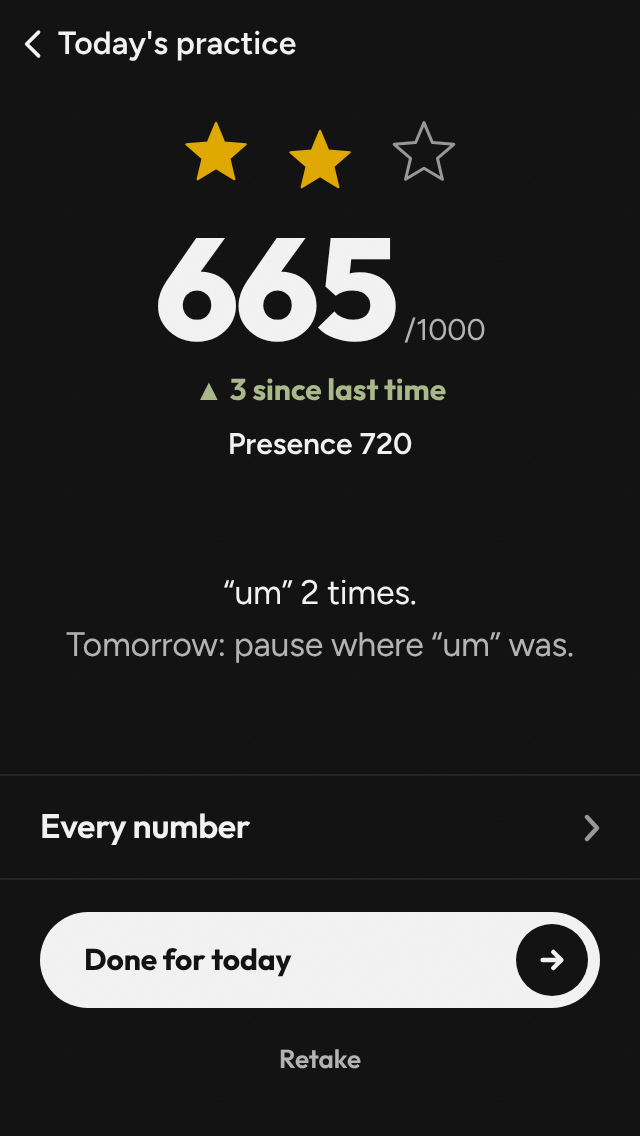 Today's practice
665 /1000
▲ 3 since last time
Presence 720
“um” 2 times.
Tomorrow: pause where “um” was.
Every number
Done for today
Retake